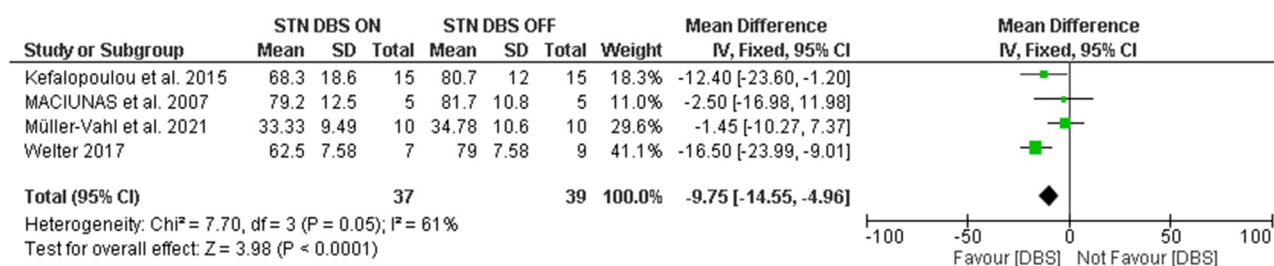 STN DBS ON STN DBS OFF Mean Difference Mean Difference
Study or Subgroup Mean SD Total Mean SD Total Weight IV, Fixed, 95% CI IV, Fixed, 95% CI
Kefalopoulou et al. 2015 68.3 18.6 15 80.7 12 15 18.3% -12.40 [-23.60, -1.20]
MACIUNAS et al. 2007 79.2 12.5 5 81.7 10.8 5 11.0% -2.50 [-16.98, 11.98]
Müller-Vahl et al. 2021 33.33 9.49 10 34.78 10.6 10 29.6% -1.45 [-10.27, 7.37]
Welter 2017 62.5 7.58 7 79 7.58 9 41.1% -16.50 [-23.99, -9.01]
Total (95% CI) 37 39 100.0% -9.75 [-14.55, -4.96]
Heterogeneity: Chi² = 7.70, df = 3 (P = 0.05); I² = 61%
Test for overall effect: Z = 3.98 (P < 0.0001)
-100 -50 0 50 100
Favour [DBS] Not Favour [DBS]